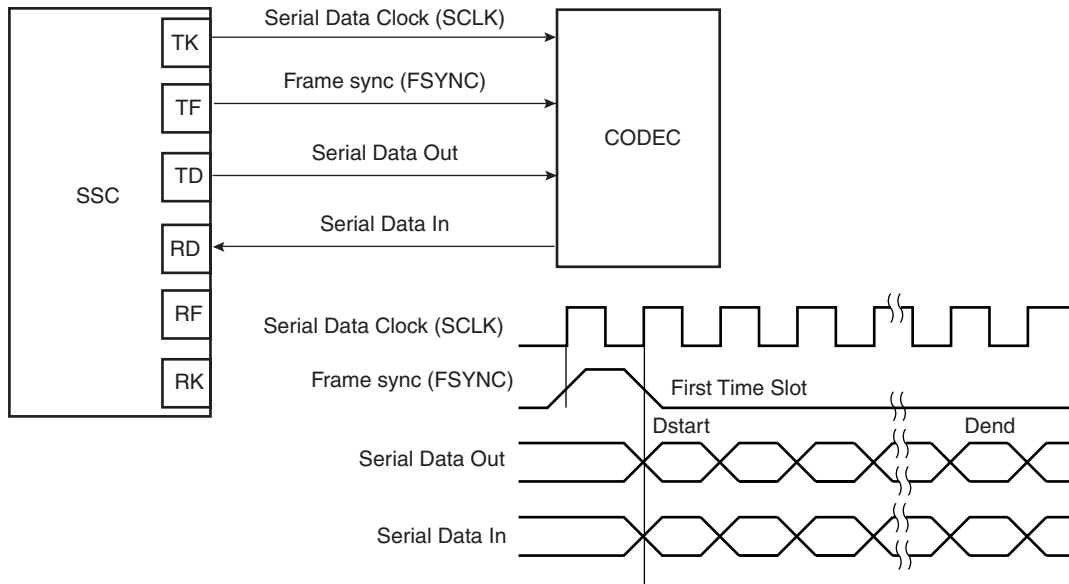 SSC
TK
TF
TD
RD
RF
RK
Serial Data Clock (SCLK)
Frame sync (FSYNC)
Serial Data Out
Serial Data In
CODEC
Serial Data Clock (SCLK)
Frame sync (FSYNC)
First Time Slot
Dstart
Dend
Serial Data Out
Serial Data In